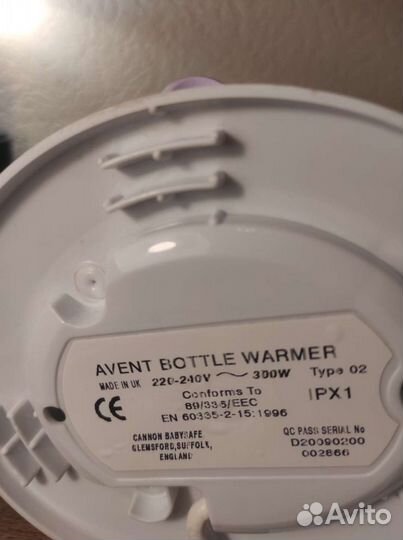 AVENT BOTTLE WARMER
MADE IN UK 220-240V ~ 300W Type 02
Conforms To
89/336/EEC
EN 60335-2-15:1996
IPX1
CE
CANNON BABYSAFE
GLEMSFORD, SUFFOLK,
ENGLAND
QC PASS SERIAL No
D20090200
002866
Avito